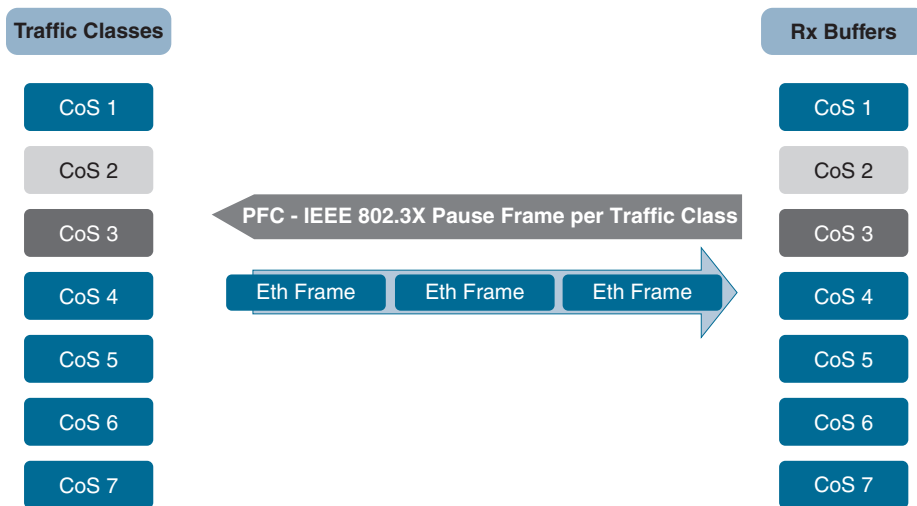 Traffic Classes
Rx Buffers
CoS 1
CoS 1
CoS 2
CoS 2
PFC - IEEE 802.3X Pause Frame per Traffic Class
CoS 3
CoS 3
Eth Frame Eth Frame Eth Frame
CoS 4
CoS 4
CoS 5
CoS 5
CoS 6
CoS 6
CoS 7
CoS 7